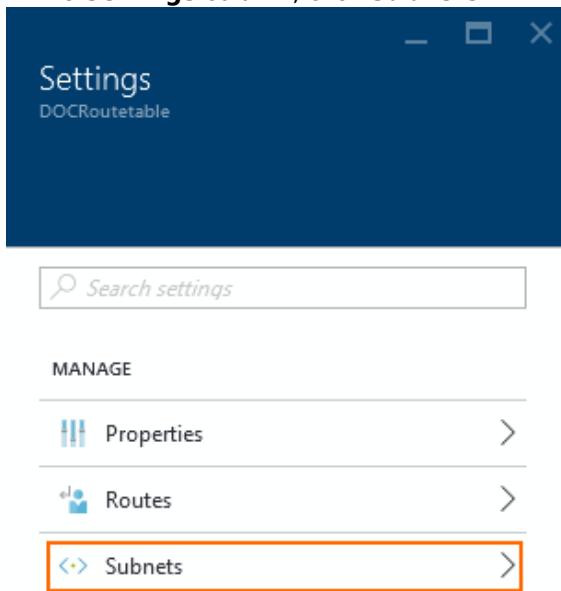 Settings
DOCRoutetable
Search settings
MANAGE
Properties
Routes
Subnets